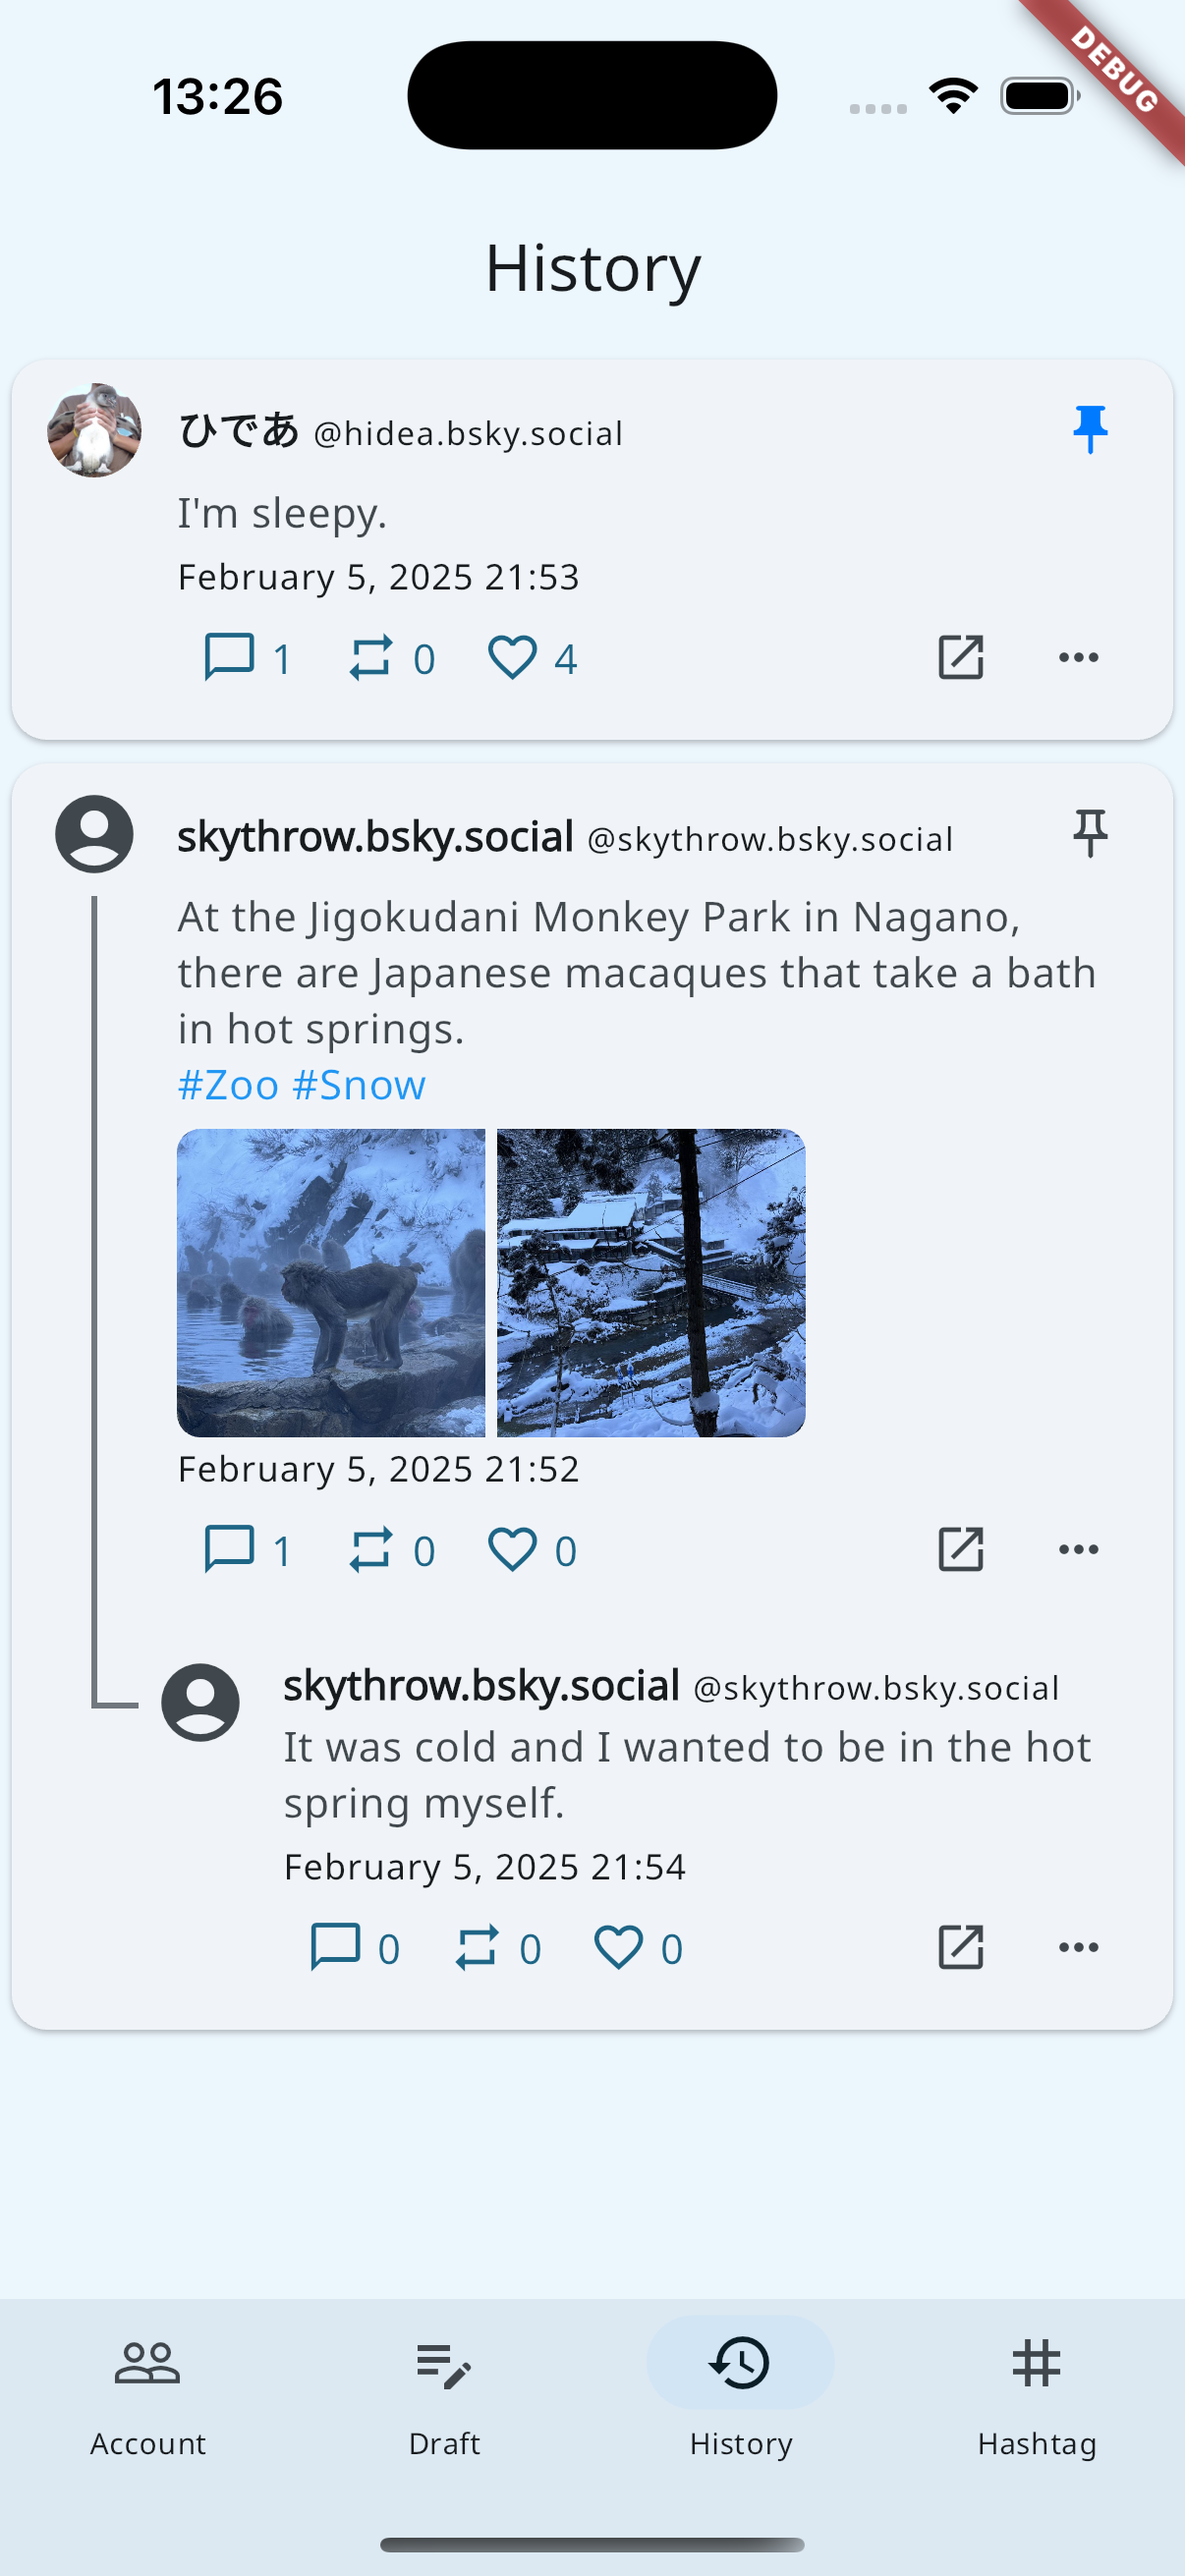 13:26
DEBUG
History
ひであ @hidea.bsky.social
I'm sleepy.
February 5, 2025 21:53
1 0 4
skythrow.bsky.social @skythrow.bsky.social
At the Jigokudani Monkey Park in Nagano,
there are Japanese macaques that take a bath
in hot springs.
#Zoo #Snow
February 5, 2025 21:52
1 0 0
skythrow.bsky.social @skythrow.bsky.social
It was cold and I wanted to be in the hot
spring myself.
February 5, 2025 21:54
0 0 0
Account Draft History Hashtag